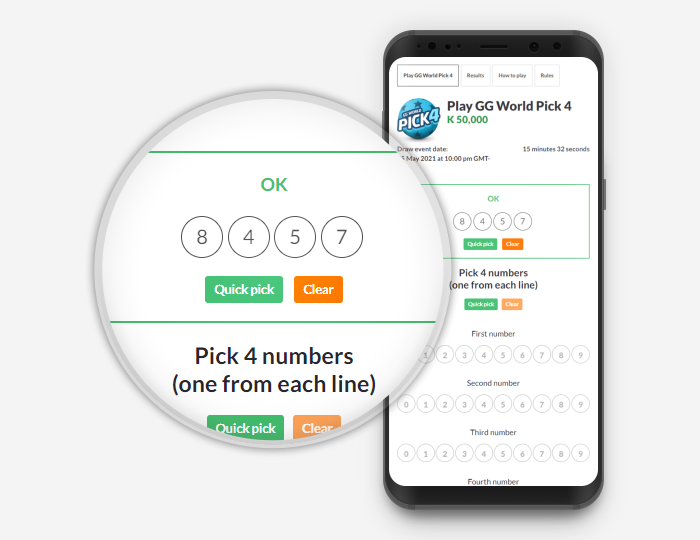 Play GG World Pick 4 Results How to play Rules
GG WORLD
PICK4
Play GG World Pick 4
K 50,000
Draw event date: 15 minutes 32 seconds
May 2021 at 10:00 pm GMT-
OK
8 4 5 7
Quick pick Clear
Pick 4 numbers
(one from each line)
Quick pick Clear
OK
8 4 5 7
Quick pick Clear
Pick 4 numbers
(one from each line)
Quick pick Clear
First number
1 2 3 4 5 6 7 8 9
Second number
0 1 2 3 4 5 6 7 8 9
Third number
0 1 2 3 4 5 6 7 8 9
Fourth number